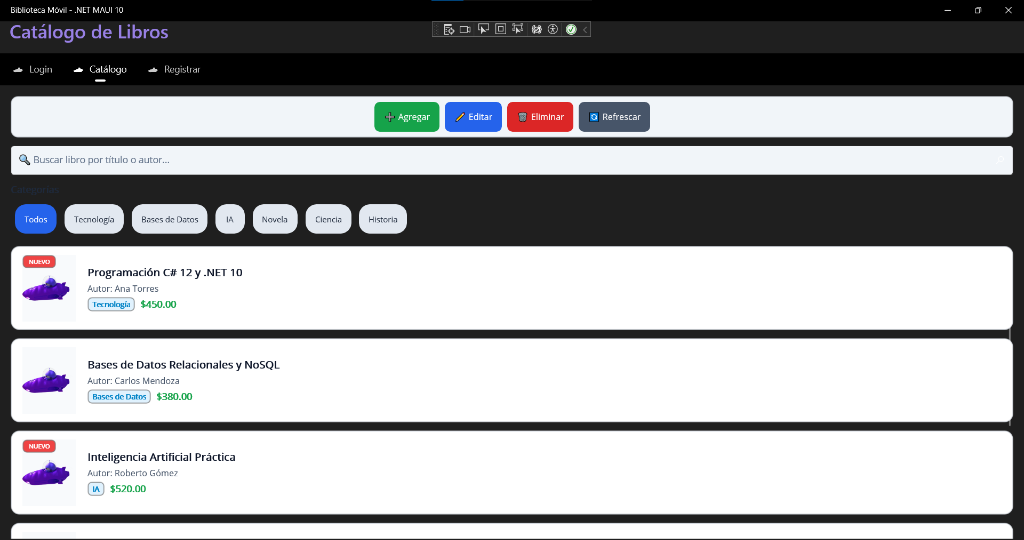 Biblioteca Móvil - .NET MAUI 10
Catálogo de Libros
Login Catálogo Registrar
Agregar Editar Eliminar Refrescar
Buscar libro por título o autor...
Categorías
Todos Tecnología Bases de Datos IA Novela Ciencia Historia
NUEVO
Programación C# 12 y .NET 10
Autor: Ana Torres
Tecnología $450.00
Bases de Datos Relacionales y NoSQL
Autor: Carlos Mendoza
Bases de Datos $380.00
NUEVO
Inteligencia Artificial Práctica
Autor: Roberto Gómez
IA $520.00